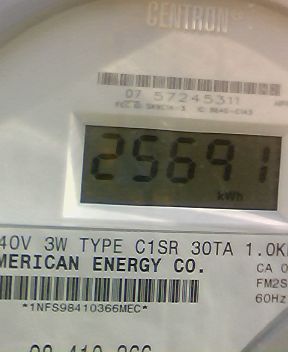 CENTRON®
07 57245311
25691
kWh
40V 3W TYPE C1SR 30TA 1.0K
MERICAN ENERGY CO.
CA 0
FM2S
60Hz
*1NFS98410366MEC*